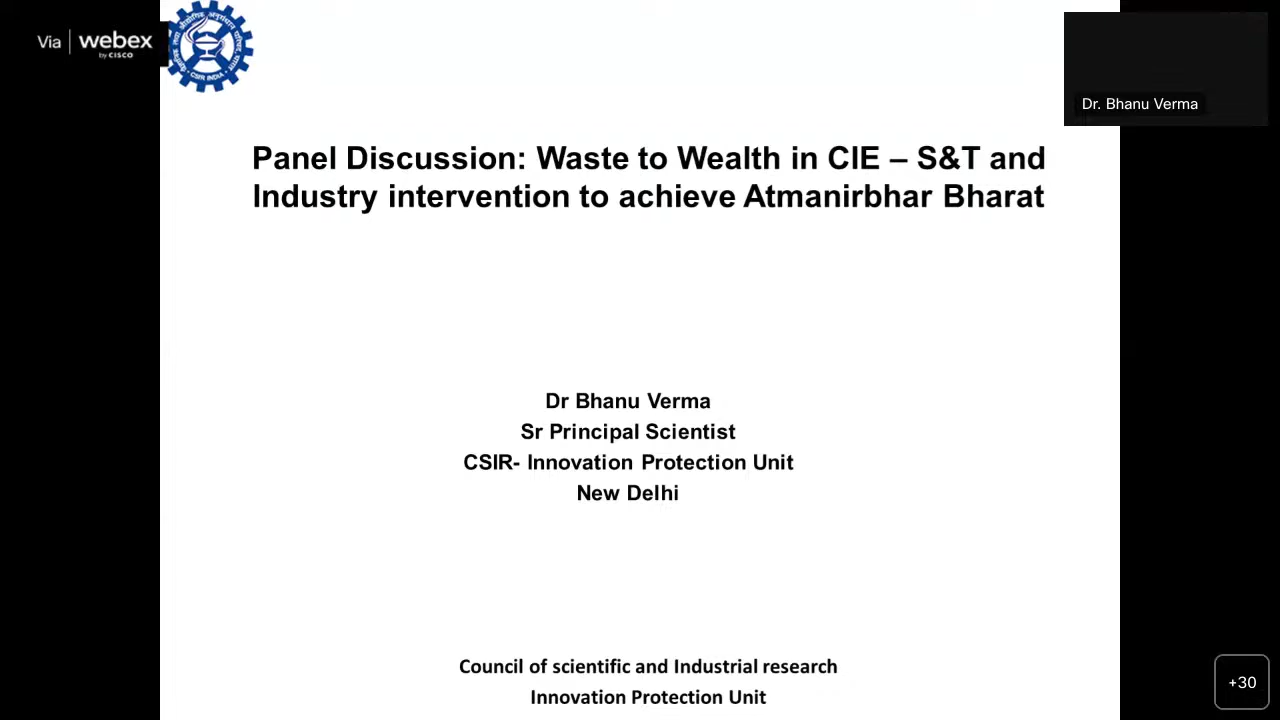 Via webex
by CISCO
CSIR INDIA
Dr. Bhanu Verma
Panel Discussion: Waste to Wealth in CIE – S&T and
Industry intervention to achieve Atmanirbhar Bharat
Dr Bhanu Verma
Sr Principal Scientist
CSIR- Innovation Protection Unit
New Delhi
Council of scientific and Industrial research
Innovation Protection Unit
+30